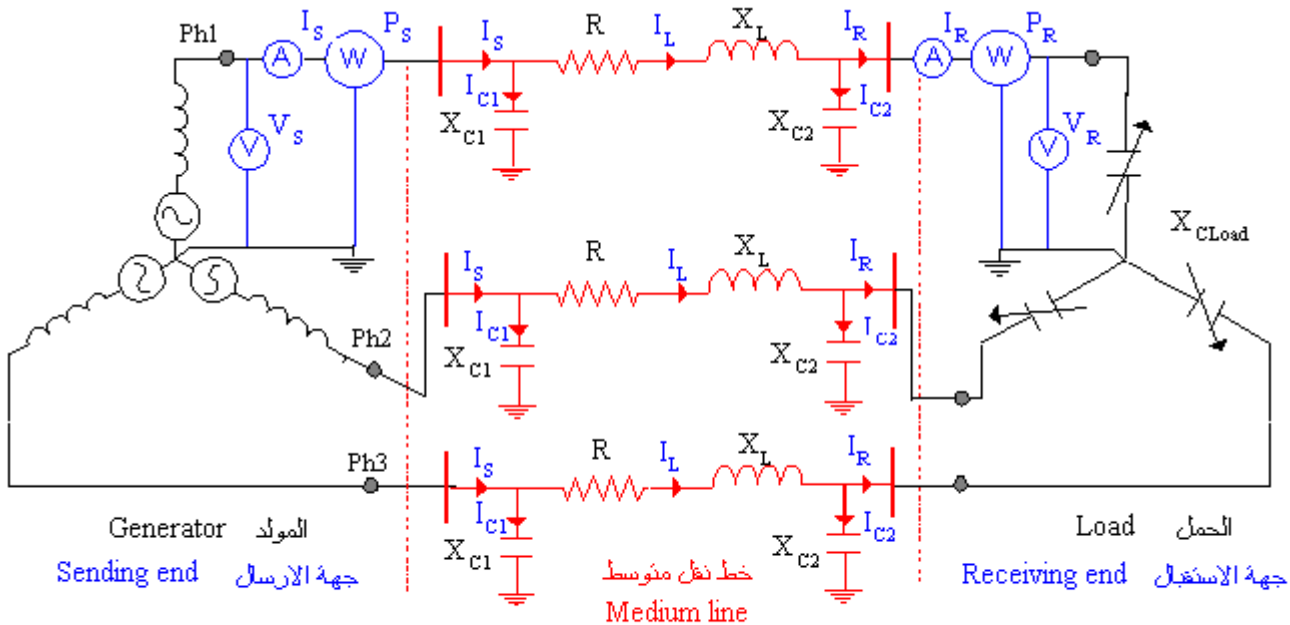 Ph1
I_S
P_S
I_S
R
I_L
X_L
I_R
I_R
P_R
A
W
A
W
I_C1
X_C1
I_C2
X_C2
V
V_S
V
V_R
X_CLoad
I_S
R
I_L
X_L
I_R
I_C1
X_C1
I_C2
X_C2
Ph2
Ph3
I_S
R
I_L
X_L
I_R
I_C1
X_C1
I_C2
X_C2
Generator المولد
Load الحمل
Sending end جهة الارسال
خط نقل متوسط
Medium line
Receiving end جهة الاستقبال